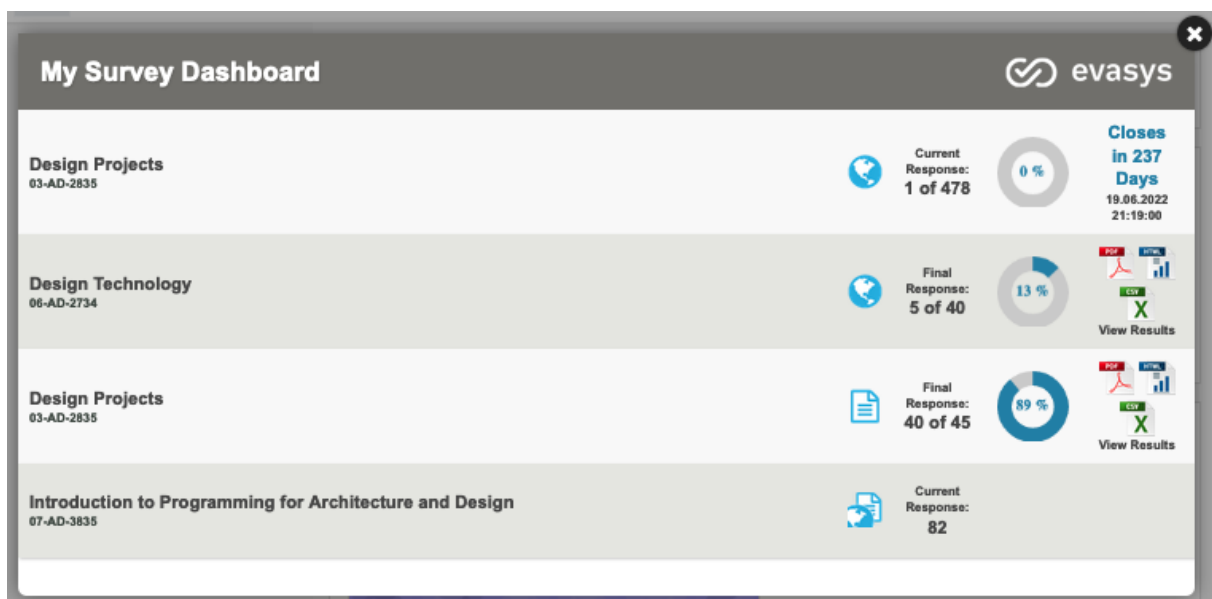 My Survey Dashboard
evasys
Design Projects
03-AD-2835
Current
Response:
1 of 478
0 %
Closes
in 237
Days
19.06.2022
21:19:00
Design Technology
06-AD-2734
Final
Response:
5 of 40
13 %
PDF
HTML
CSV
X
View Results
Design Projects
03-AD-2835
Final
Response:
40 of 45
89 %
PDF
HTML
CSV
X
View Results
Introduction to Programming for Architecture and Design
07-AD-3835
Current
Response:
82